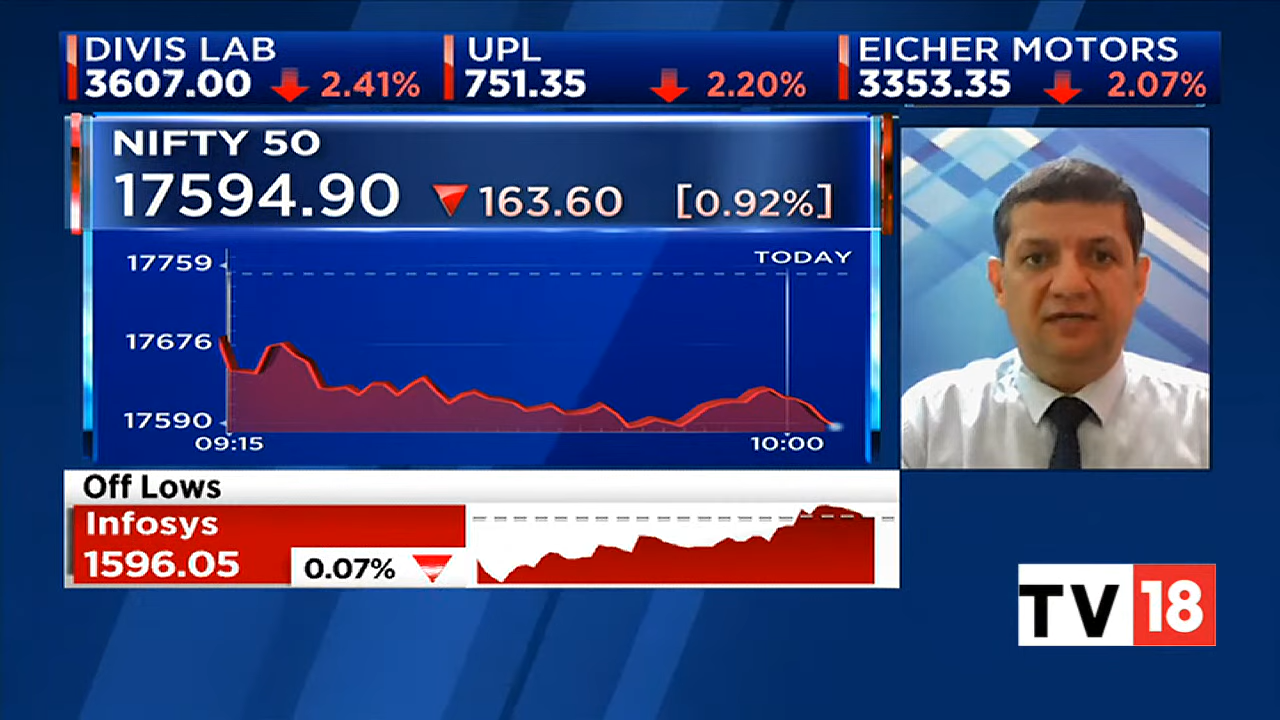 DIVIS LAB
3607.00 2.41%
UPL
751.35 2.20%
EICHER MOTORS
3353.35 2.07%
NIFTY 50
17594.90 163.60 [0.92%]
TODAY
17759
17676
17590
09:15 10:00
Off Lows
Infosys
1596.05 0.07%
TV18